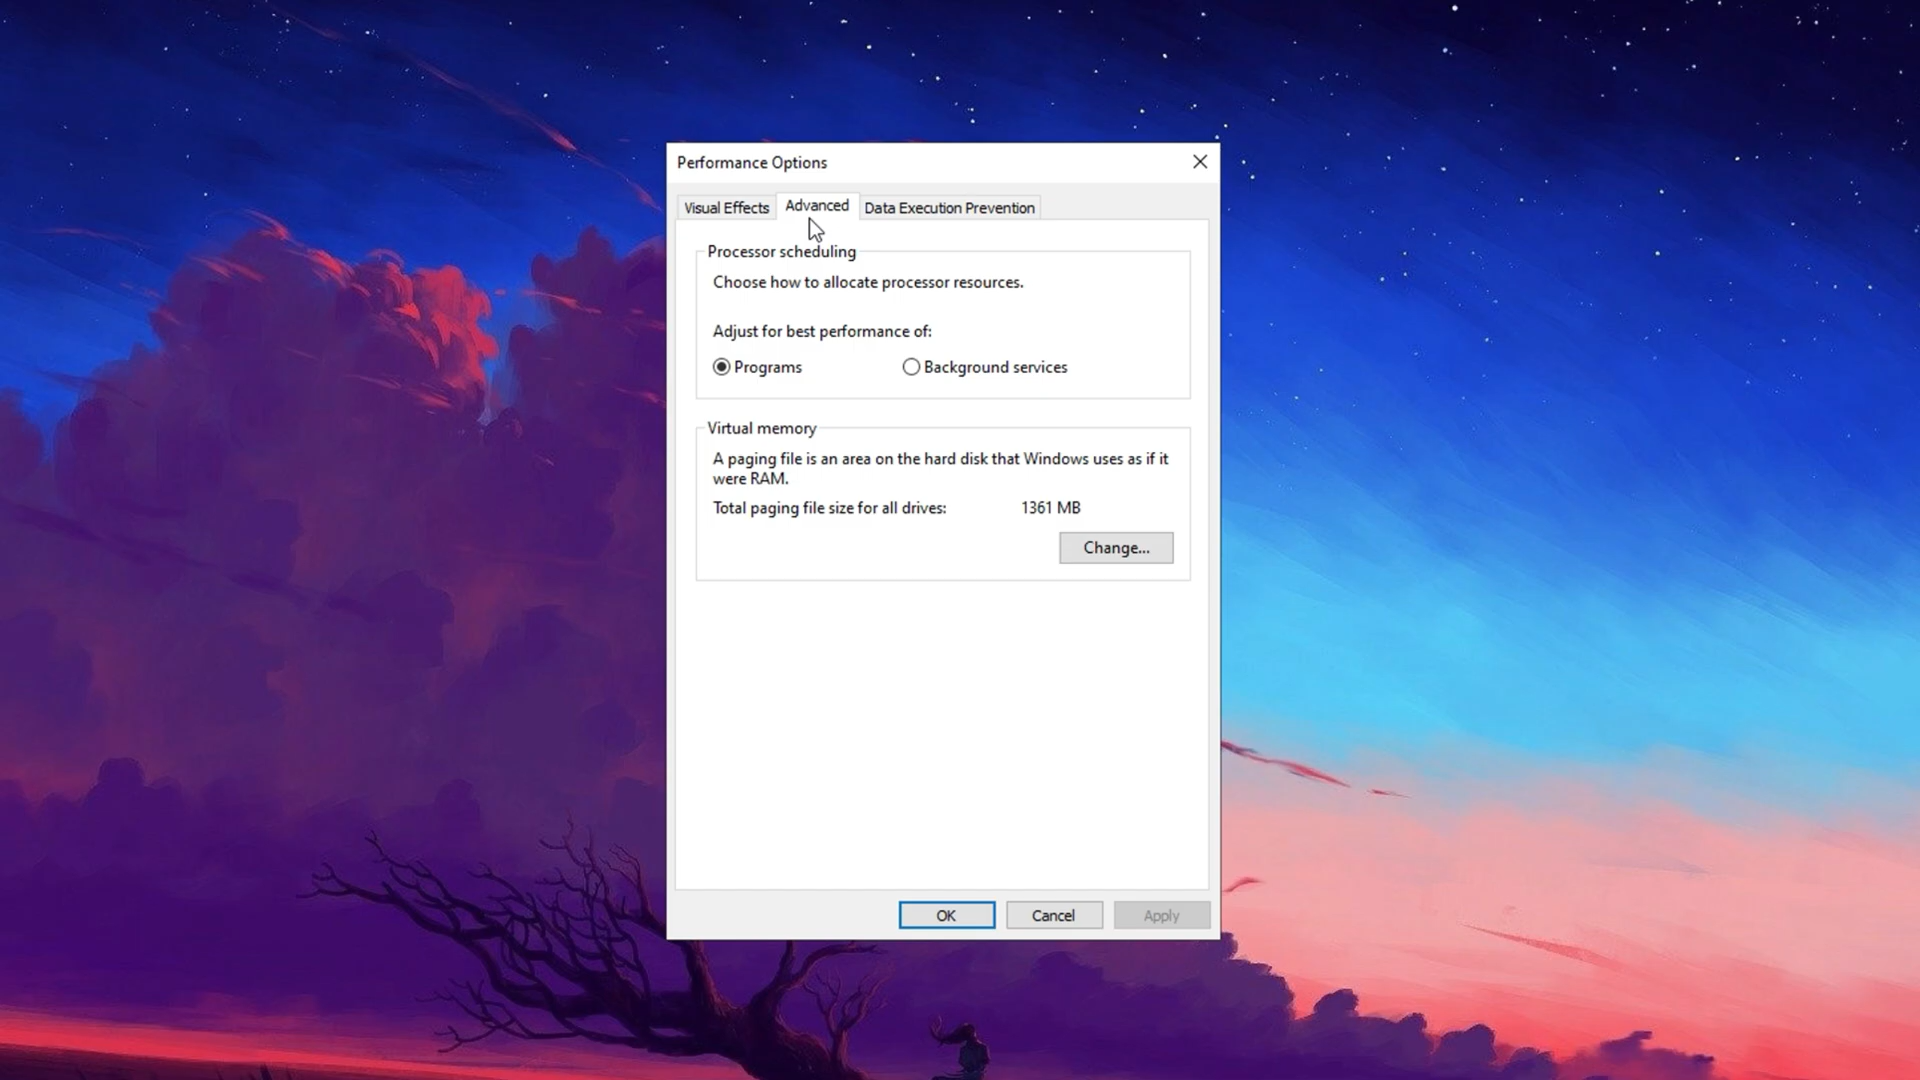 Performance Options
Visual Effects
Advanced
Data Execution Prevention
Processor scheduling
Choose how to allocate processor resources.
Adjust for best performance of:
Programs
Background services
Virtual memory
A paging file is an area on the hard disk that Windows uses as if it
were RAM.
Total paging file size for all drives: 1361 MB
Change...
OK
Cancel
Apply